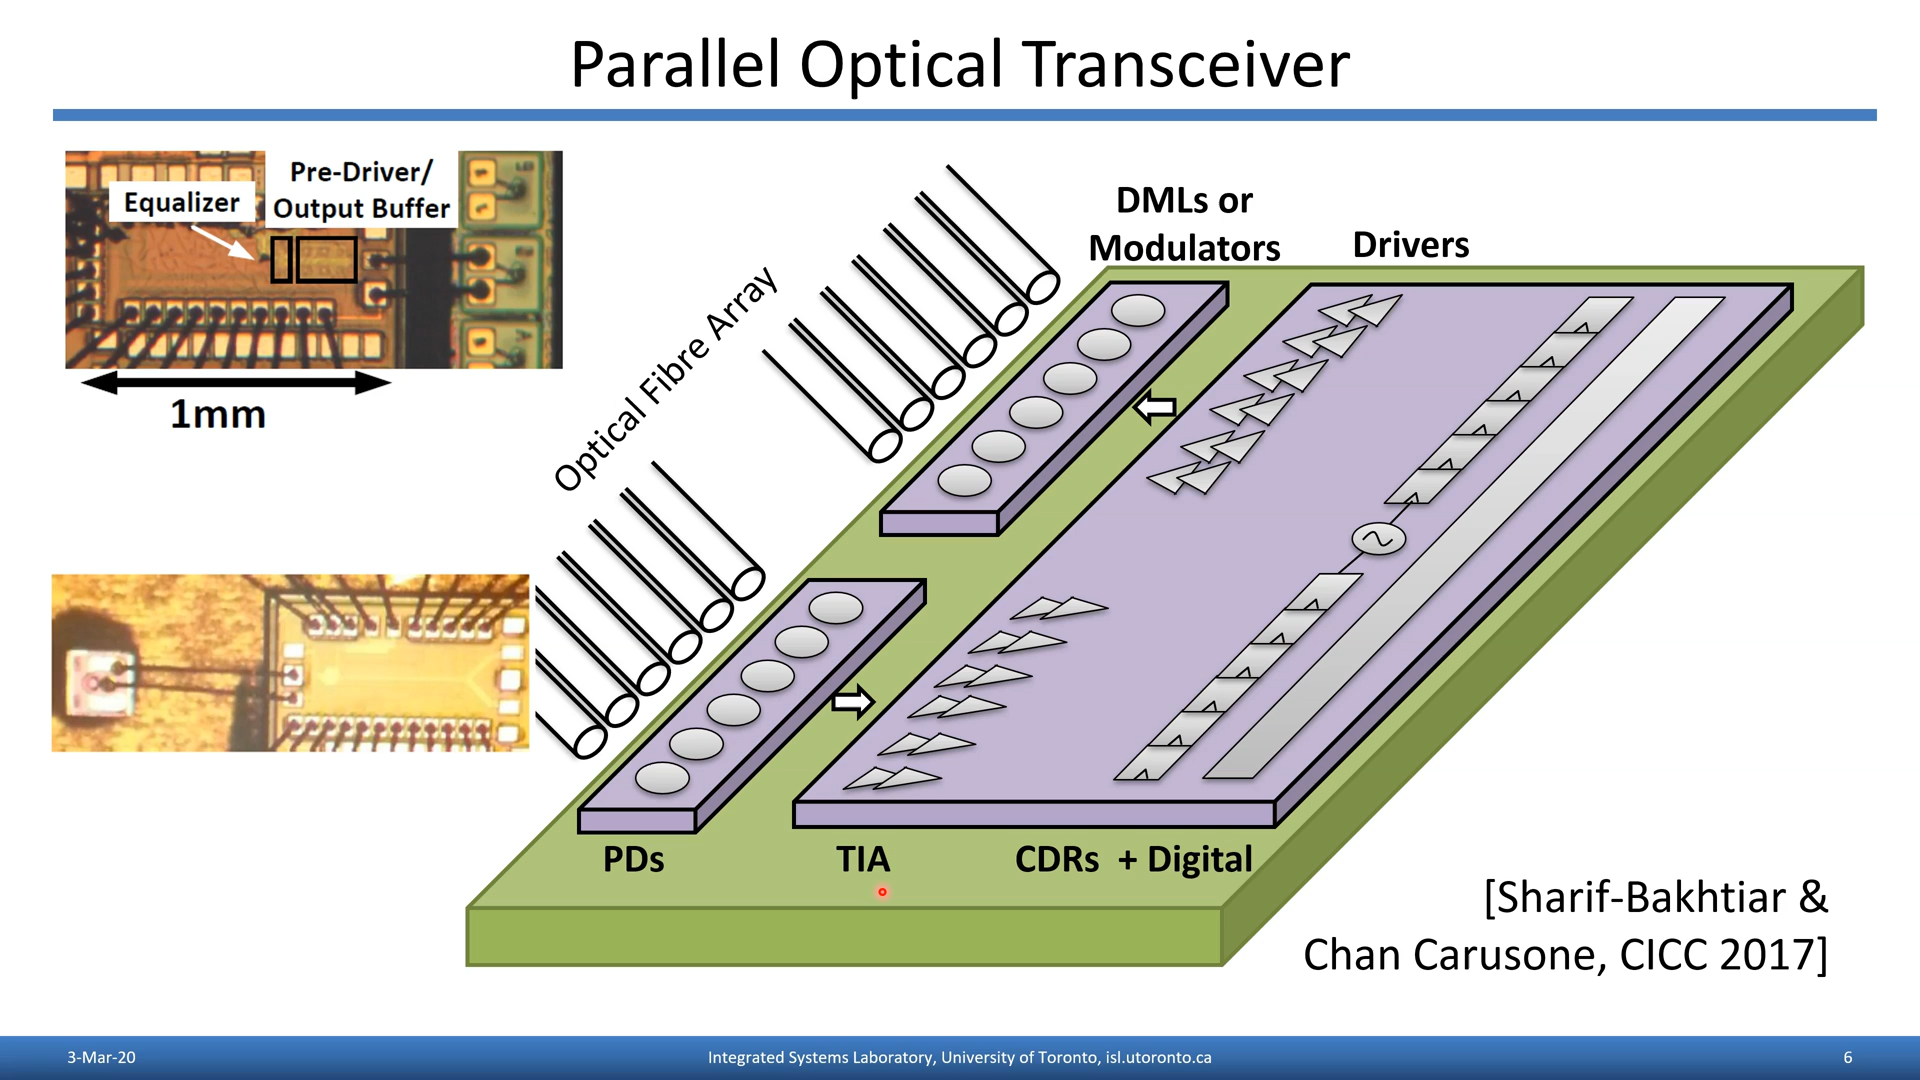 Parallel Optical Transceiver
Pre-Driver/
Output Buffer
Equalizer
1mm
Optical Fibre Array
DMLs or
Modulators
Drivers
PDs
TIA
CDRs + Digital
[Sharif-Bakhtiar &
Chan Carusone, CICC 2017]
3-Mar-20
Integrated Systems Laboratory, University of Toronto, isl.utoronto.ca
6